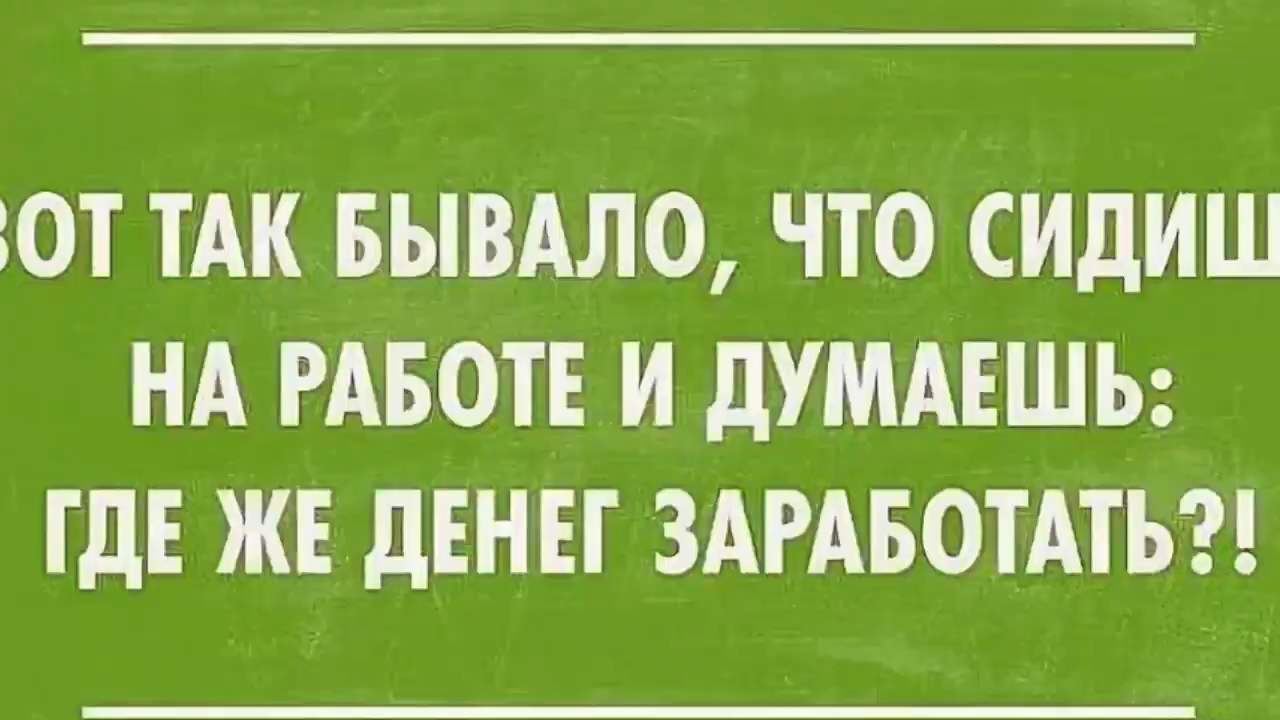 ВОТ ТАК БЫВАЛО, ЧТО СИДИШ
НА РАБОТЕ И ДУМАЕШЬ:
ГДЕ ЖЕ ДЕНЕГ ЗАРАБОТАТЬ?!